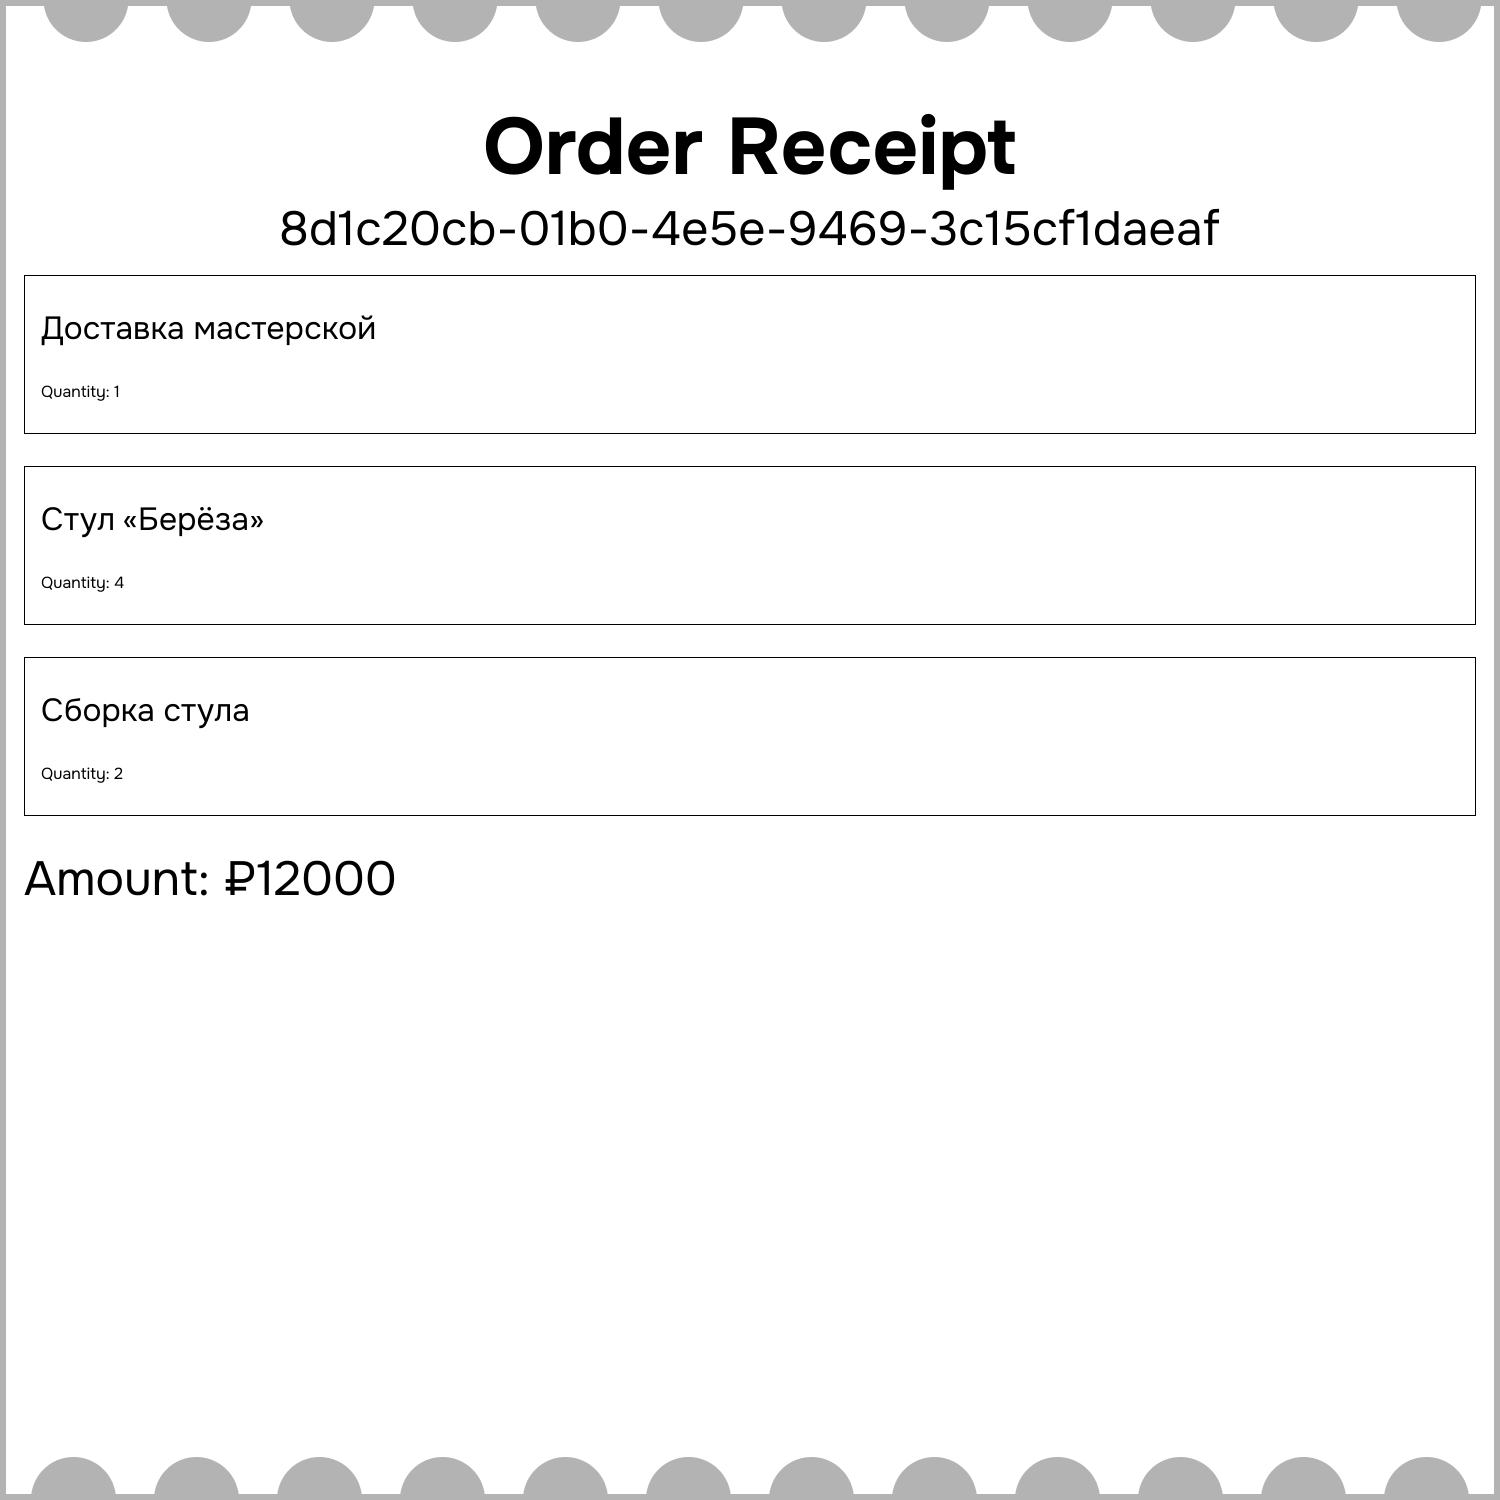 Order Receipt
8d1c20cb-01b0-4e5e-9469-3c15cf1daeaf
Доставка мастерской
Quantity: 1
Стул «Берёза»
Quantity: 4
Сборка стула
Quantity: 2
Amount: ₽12000